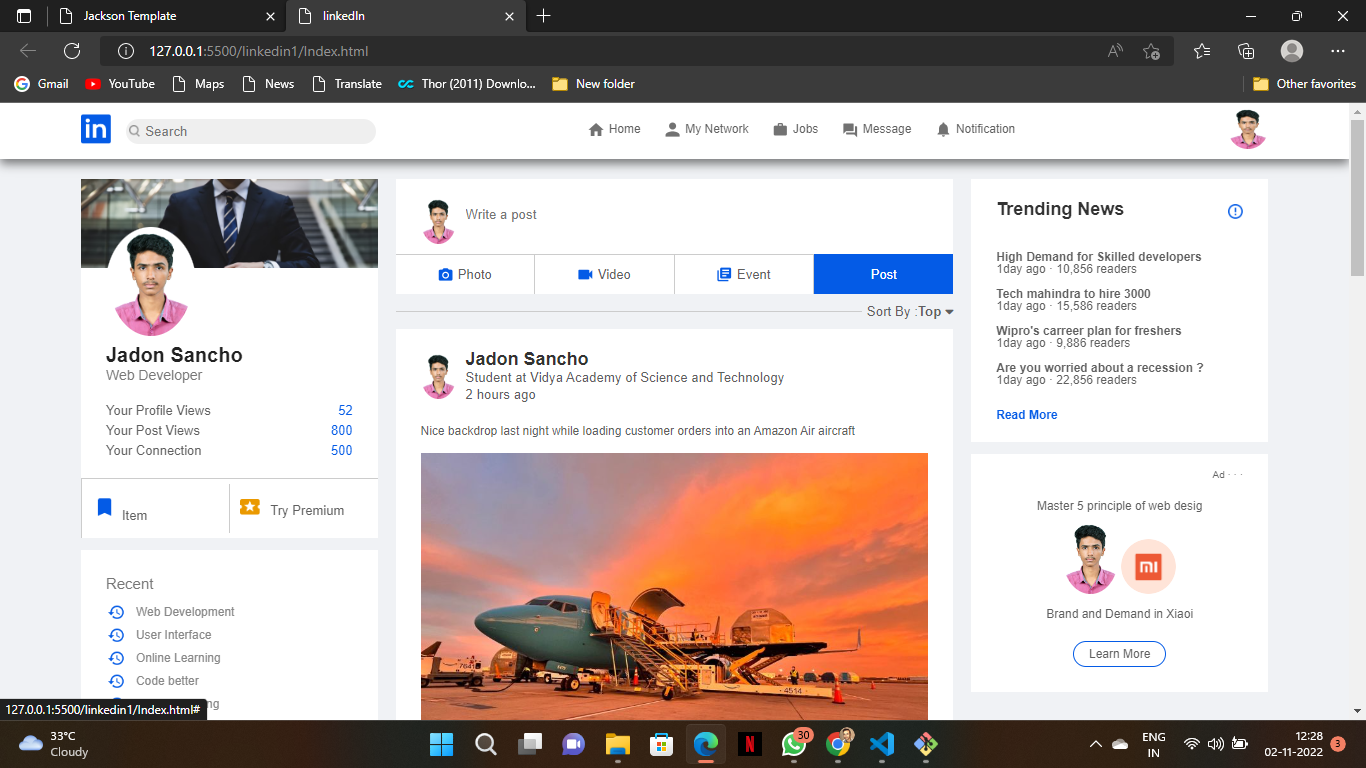 Jackson Template
linkedIn
127.0.0.1:5500/linkedin1/Index.html
Gmail
YouTube
Maps
News
Translate
Thor (2011) Downlo...
New folder
Other favorites
in
Search
Home
My Network
Jobs
Message
Notification
Jadon Sancho
Web Developer
Your Profile Views 52
Your Post Views 800
Your Connection 500
Item
Try Premium
Recent
Web Development
User Interface
Online Learning
Code better
ng
127.0.0.1:5500/linkedin1/Index.html#
Write a post
Photo
Video
Event
Post
Sort By :Top
Jadon Sancho
Student at Vidya Academy of Science and Technology
2 hours ago
Nice backdrop last night while loading customer orders into an Amazon Air aircraft
4514
Trending News
High Demand for Skilled developers
1day ago · 10,856 readers
Tech mahindra to hire 3000
1day ago · 15,586 readers
Wipro's carreer plan for freshers
1day ago · 9,886 readers
Are you worried about a recession ?
1day ago · 22,856 readers
Read More
Ad · · ·
Master 5 principle of web desig
mi
Brand and Demand in Xiaoi
Learn More
33°C
Cloudy
N
30
ENG
IN
12:28
02-11-2022
3